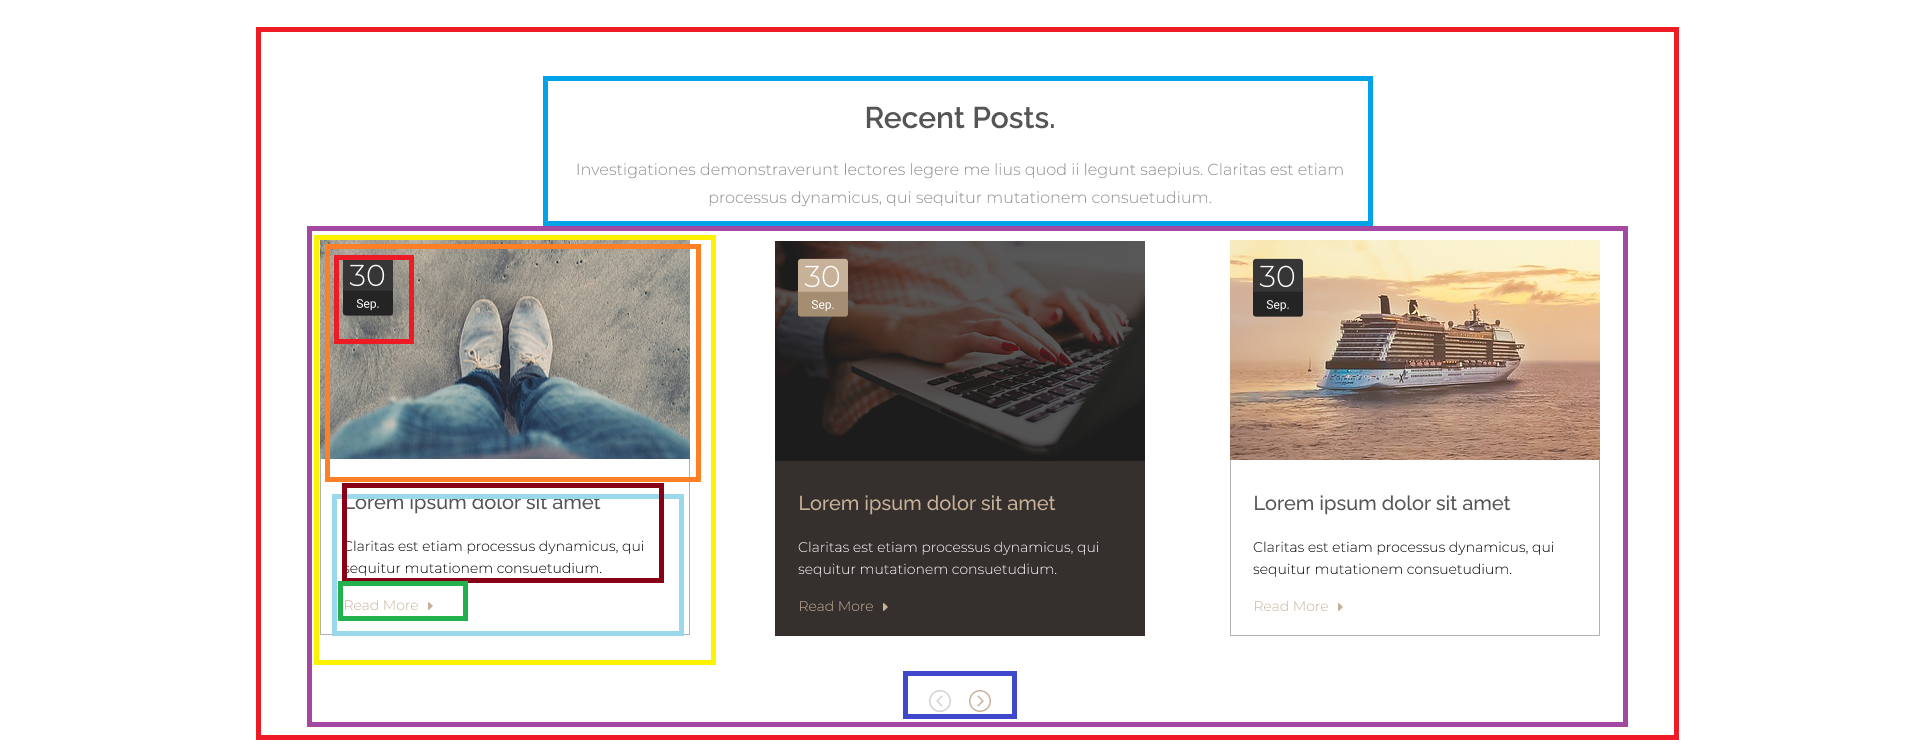 Recent Posts.
Investigationes demonstraverunt lectores legere me lius quod ii legunt saepius. Claritas est etiam
processus dynamicus, qui sequitur mutationem consuetudium.
30
Sep.
Lorem ipsum dolor sit amet
Claritas est etiam processus dynamicus, qui
sequitur mutationem consuetudium.
Read More
30
Sep.
Lorem ipsum dolor sit amet
Claritas est etiam processus dynamicus, qui
sequitur mutationem consuetudium.
Read More
30
Sep.
Lorem ipsum dolor sit amet
Claritas est etiam processus dynamicus, qui
sequitur mutationem consuetudium.
Read More